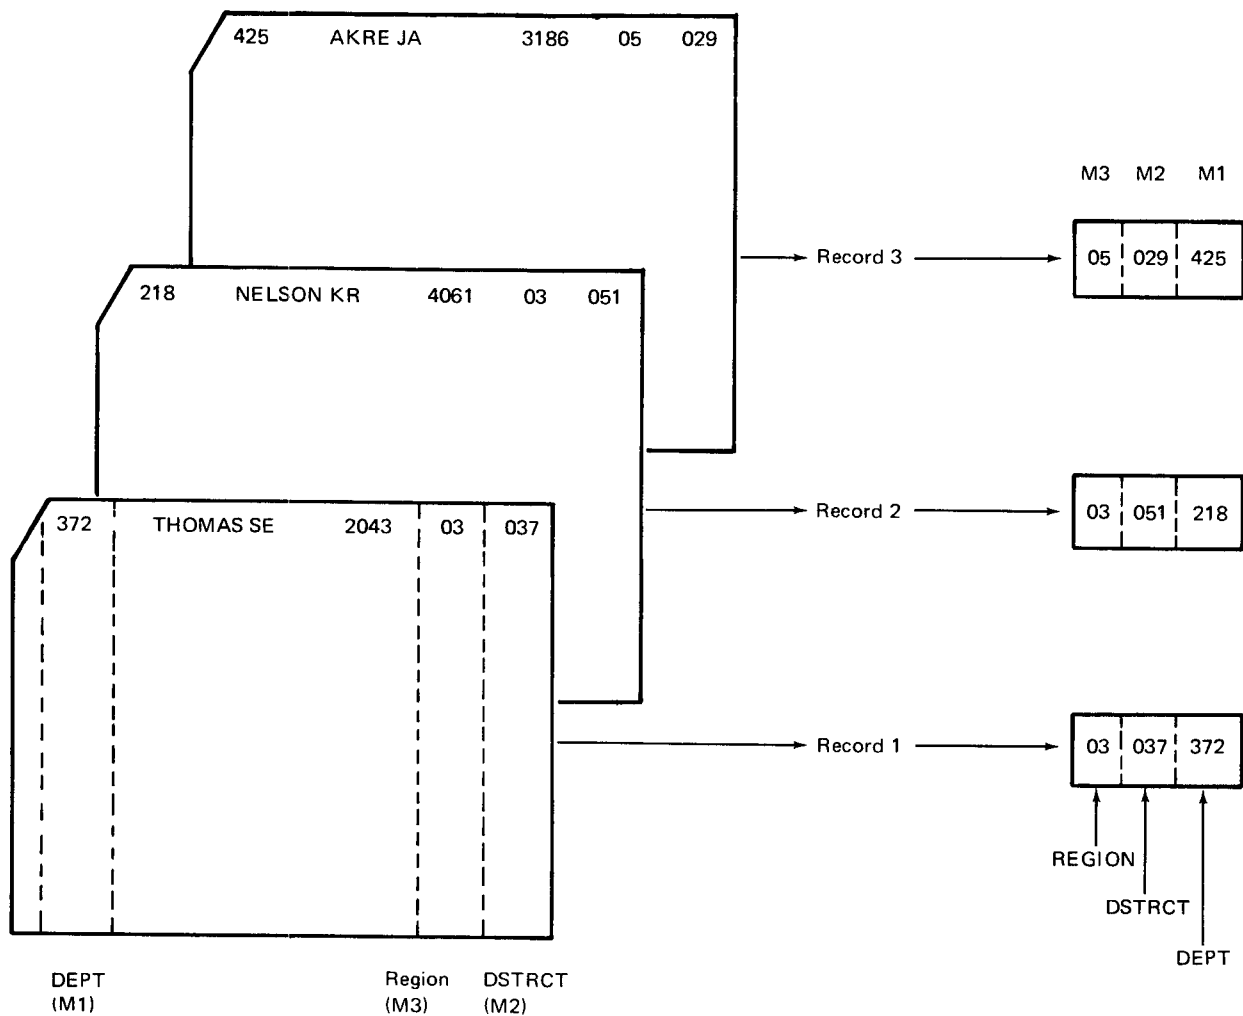 425 AKRE JA 3186 05 029
M3 M2 M1
Record 3
05 029 425
218 NELSON KR 4061 03 051
Record 2
03 051 218
372 THOMAS SE 2043 03 037
Record 1
03 037 372
REGION
DSTRCT
DEPT
DEPT Region DSTRCT
(M1) (M3) (M2)